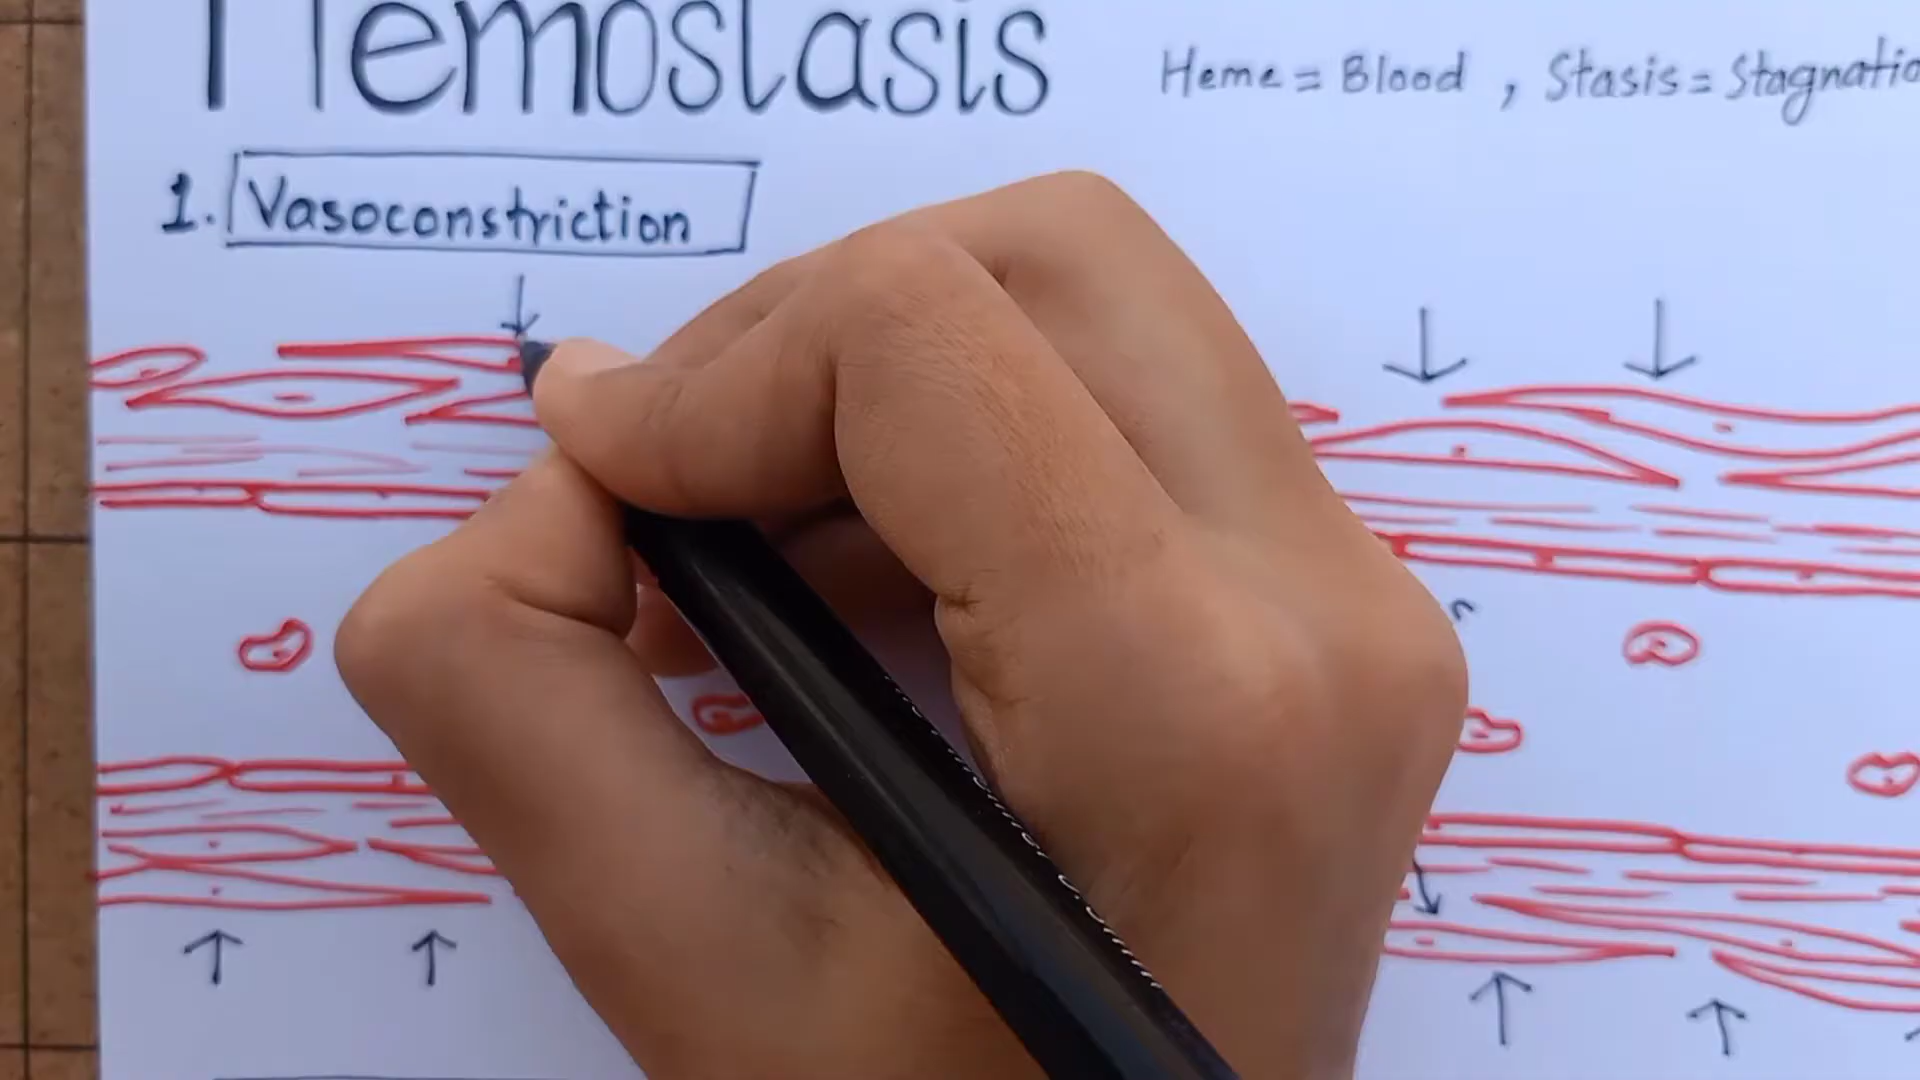 Hemostasis
Heme = Blood , Stasis = Stagnatio
1. Vasoconstriction